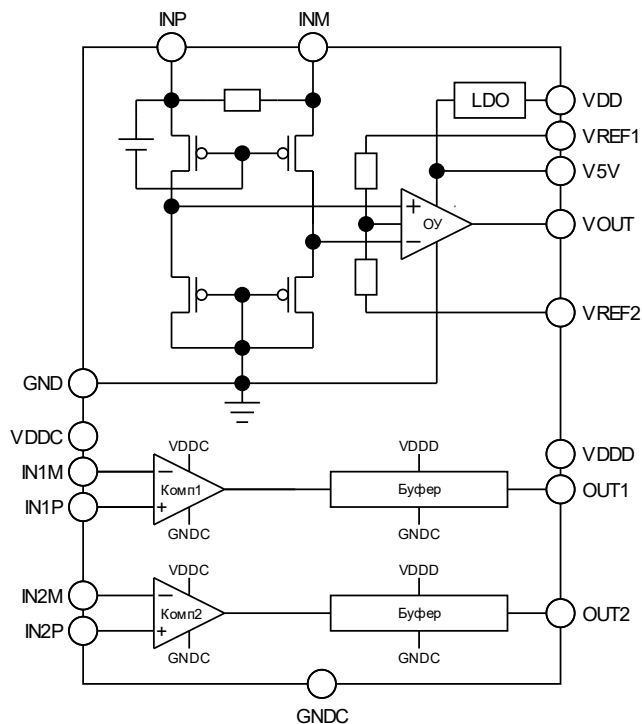 INP
INM
LDO
VDD
VREF1
V5V
+
ОУ
−
VOUT
VREF2
GND
VDDC
IN1M
IN1P
VDDC
−
Комп1
+
GNDC
VDDD
Буфер
GNDC
VDDD
OUT1
IN2M
IN2P
VDDC
−
Комп2
+
GNDC
VDDD
Буфер
GNDC
OUT2
GNDC